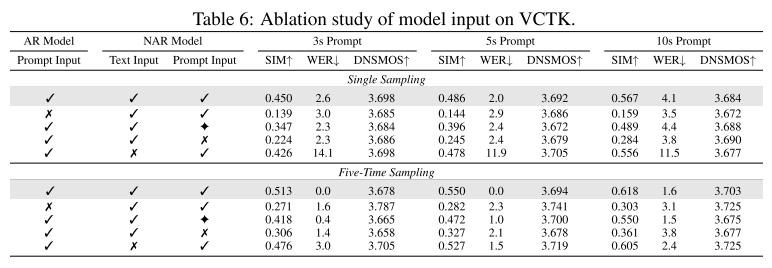 Table 6: Ablation study of model input on VCTK.
AR Model NAR Model 3s Prompt 5s Prompt 10s Prompt
Prompt Input Text Input Prompt Input SIM↑ WER↓ DNSMOS↑ SIM↑ WER↓ DNSMOS↑ SIM↑ WER↓ DNSMOS↑
Single Sampling
✓ ✓ ✓ 0.450 2.6 3.698 0.486 2.0 3.692 0.567 4.1 3.684
✗ ✓ ✓ 0.139 3.0 3.685 0.144 2.9 3.686 0.159 3.5 3.672
✓ ✓ ✦ 0.347 2.3 3.684 0.396 2.4 3.672 0.489 4.4 3.688
✓ ✓ ✗ 0.224 2.3 3.686 0.245 2.4 3.679 0.284 3.8 3.690
✓ ✗ ✓ 0.426 14.1 3.698 0.478 11.9 3.705 0.556 11.5 3.677
Five-Time Sampling
✓ ✓ ✓ 0.513 0.0 3.678 0.550 0.0 3.694 0.618 1.6 3.703
✗ ✓ ✓ 0.271 1.6 3.787 0.282 2.3 3.741 0.303 3.1 3.725
✓ ✓ ✦ 0.418 0.4 3.665 0.472 1.0 3.700 0.550 1.5 3.675
✓ ✓ ✗ 0.306 1.4 3.658 0.327 2.1 3.678 0.361 3.8 3.677
✓ ✗ ✓ 0.476 3.0 3.705 0.527 1.5 3.719 0.605 2.4 3.725